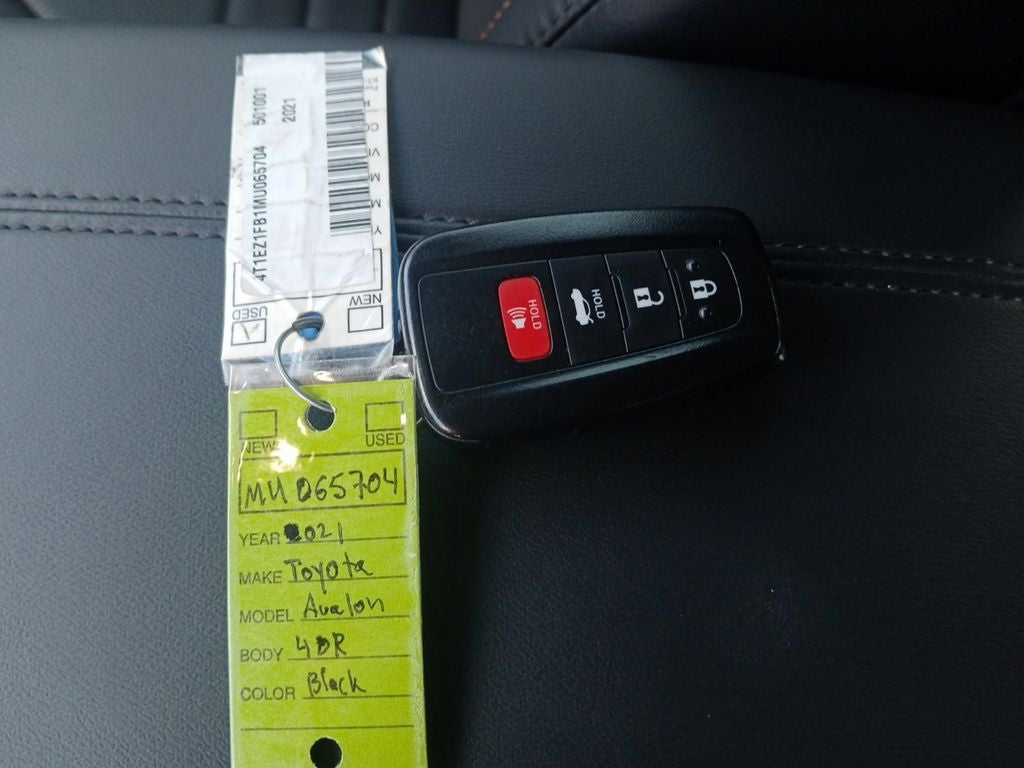 4T1EZ1FB1MU065704 501001
2021
USED
NEW
HOLD
HOLD
NEW
USED
MU065704
YEAR 2021
MAKE Toyota
MODEL Avalon
BODY 4DR
COLOR Black